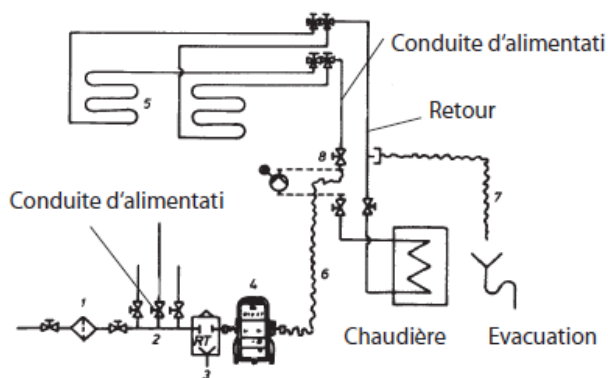 Conduite d'alimentati
5
Retour
8
Conduite d'alimentati
7
6
4
1
2
RT
3
Chaudière
Evacuation